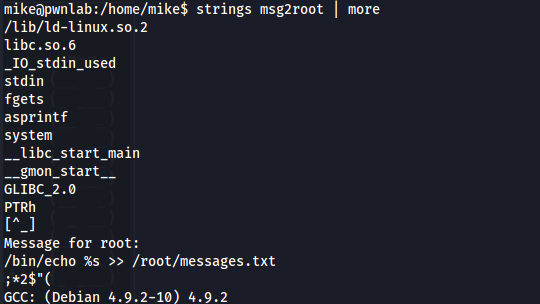 mike@pwnlab:/home/mike$ strings msg2root | more
/lib/ld-linux.so.2
libc.so.6
_IO_stdin_used
stdin
fgets
asprintf
system
__libc_start_main
__gmon_start__
GLIBC_2.0
PTRh
[^_]
Message for root:
/bin/echo %s >> /root/messages.txt
;*2$"(
GCC: (Debian 4.9.2-10) 4.9.2